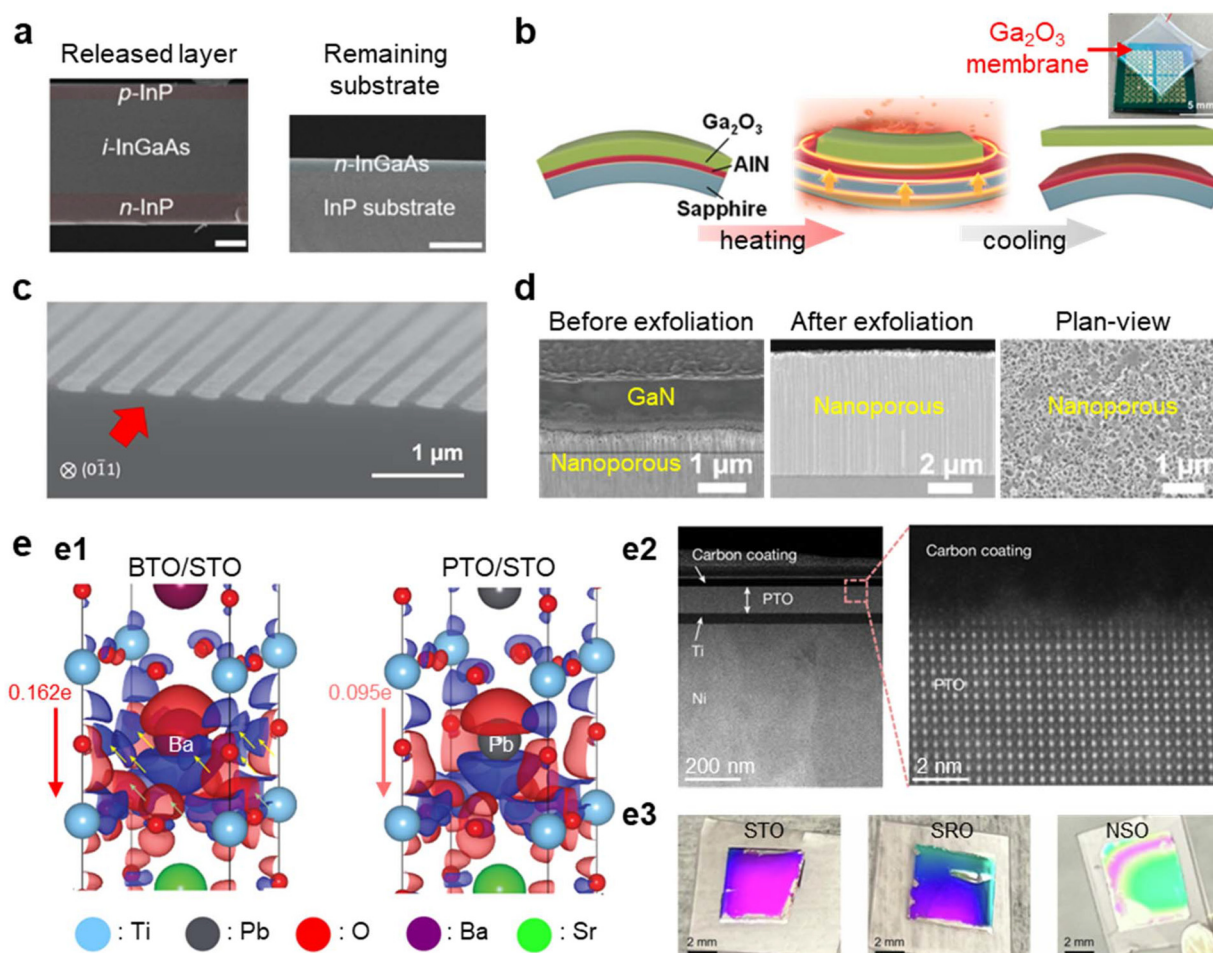 a
Released layer
p-InP
i-InGaAs
n-InP
Remaining
substrate
n-InGaAs
InP substrate
b
Ga₂O₃
membrane
5 mm
Ga₂O₃
AlN
Sapphire
heating
cooling
c
⊗ (01̄1)
1 μm
d
Before exfoliation
After exfoliation
Plan-view
GaN
Nanoporous
1 μm
Nanoporous
2 μm
Nanoporous
1 μm
e
e1
BTO/STO
PTO/STO
0.162e
Ba
0.095e
Pb
: Ti
: Pb
: O
: Ba
: Sr
e2
Carbon coating
PTO
Ti
Ni
200 nm
Carbon coating
PTO
2 nm
e3
STO
SRO
NSO
2 mm
2 mm
2 mm